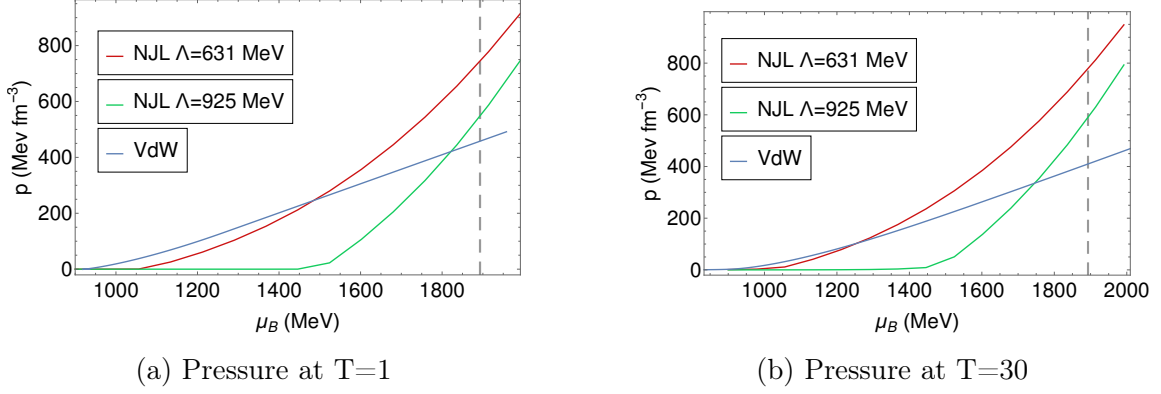 NJL Λ=631 MeV
NJL Λ=925 MeV
VdW
p (Mev fm⁻³)
800
600
400
200
0
1000 1200 1400 1600 1800
μ_B (MeV)
(a) Pressure at T=1
NJL Λ=631 MeV
NJL Λ=925 MeV
VdW
p (Mev fm⁻³)
800
600
400
200
0
1000 1200 1400 1600 1800 2000
μ_B (MeV)
(b) Pressure at T=30